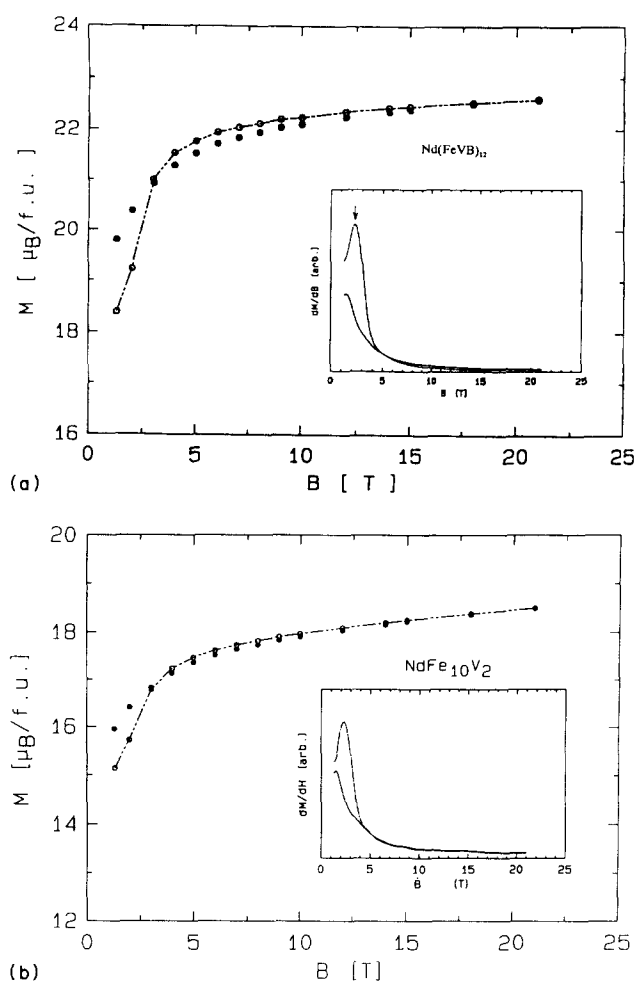 24
22
20
18
16
M [ μB/f.u.]
Nd(FeVB)12
dM/dB (arb.)
0 5 10 15 20 25
B [T]
0 5 10 15 20 25
(a) B [ T ]
20
18
16
14
12
M [μB/f.u.]
NdFe10V2
dM/dH (arb.)
0 5 10 15 20 25
B (T)
0 5 10 15 20 25
(b) B [T]